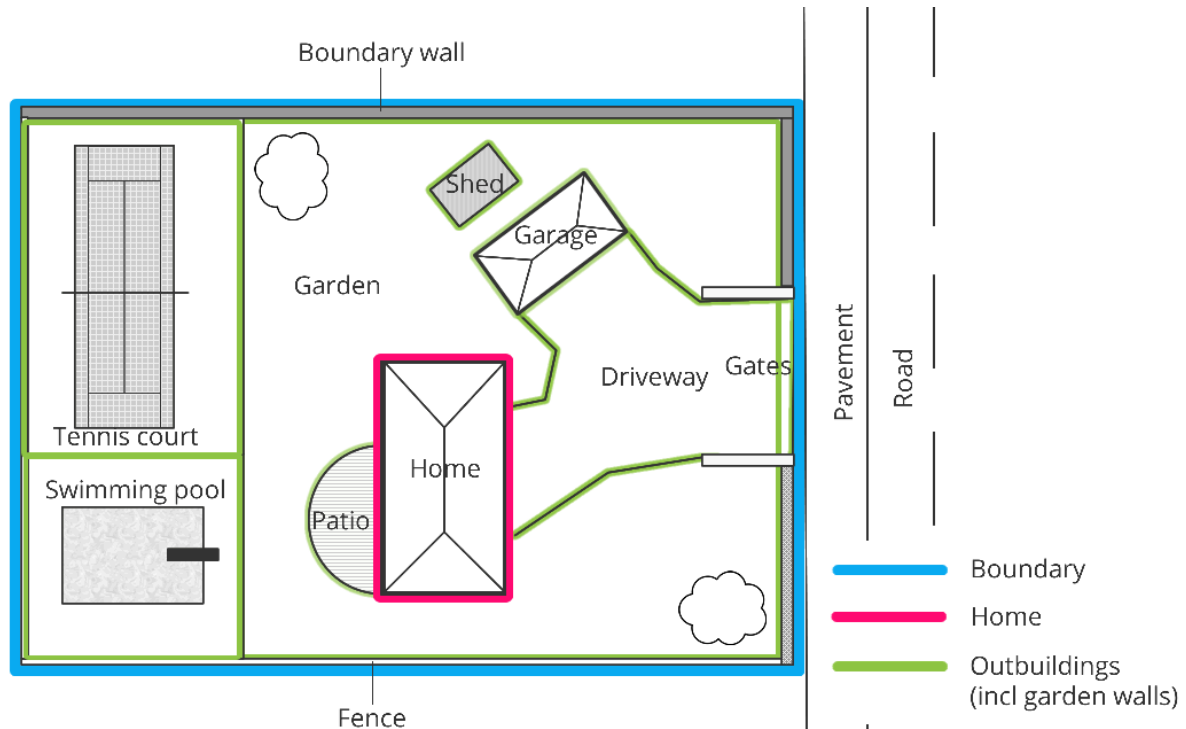 Boundary wall
Shed
Garage
Garden
Pavement
Road
Gates
Driveway
Tennis court
Home
Swimming pool
Patio
Boundary
Home
Outbuildings
(incl garden walls)
Fence